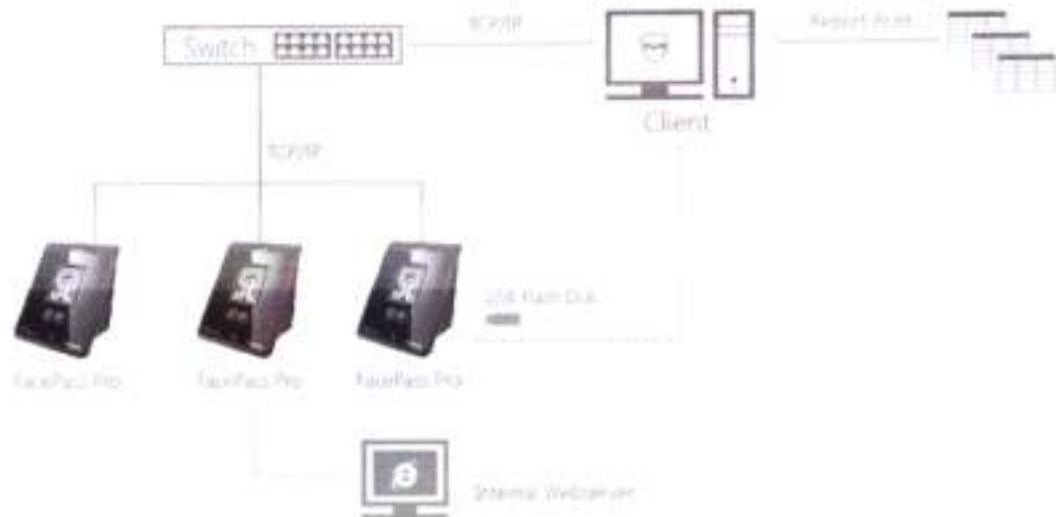 Switch
TCP/IP
Report Print
Client
TCP/IP
USB Flash Disk
FacePass Pro
FacePass Pro
FacePass Pro
Internal Webserver